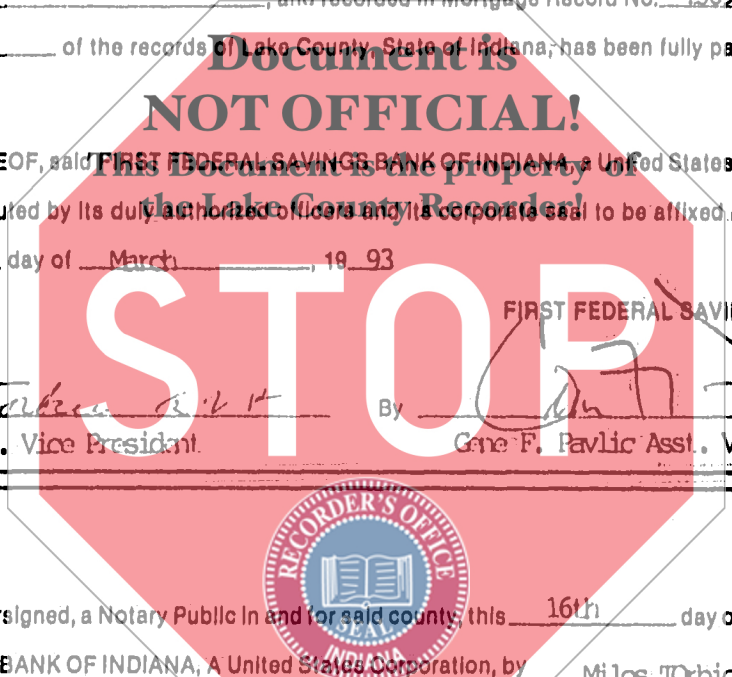 , and recorded in Mortgage Record No.
of the records of Lake County, State of Indiana, has been fully pa
Document is
NOT OFFICIAL!
EOF, said FIRST FEDERAL SAVINGS BANK OF INDIANA, a United States
This Document is the property of
uted by its duly authorized officers and its corporate seal to be affixed
the Lake County Recorder!
day of March, 19 93
STOP
FIRST FEDERAL SAVI
By
. Vice President
Gene F. Pavlic Asst. V
RECORDER'S OFFICE
SEAL
INDIANA
rsigned, a Notary Public in and for said county, this 16th day o
BANK OF INDIANA, A United States Corporation, by Milos